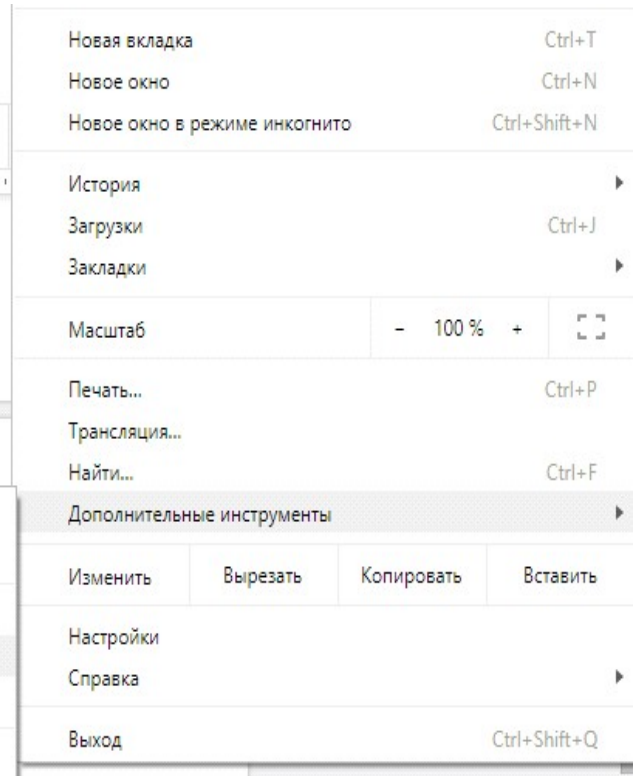 Новая вкладка Ctrl+T
Новое окно Ctrl+N
Новое окно в режиме инкогнито Ctrl+Shift+N
История
Загрузки Ctrl+J
Закладки
Масштаб - 100 % +
Печать... Ctrl+P
Трансляция...
Найти... Ctrl+F
Дополнительные инструменты
Изменить Вырезать Копировать Вставить
Настройки
Справка
Выход Ctrl+Shift+Q